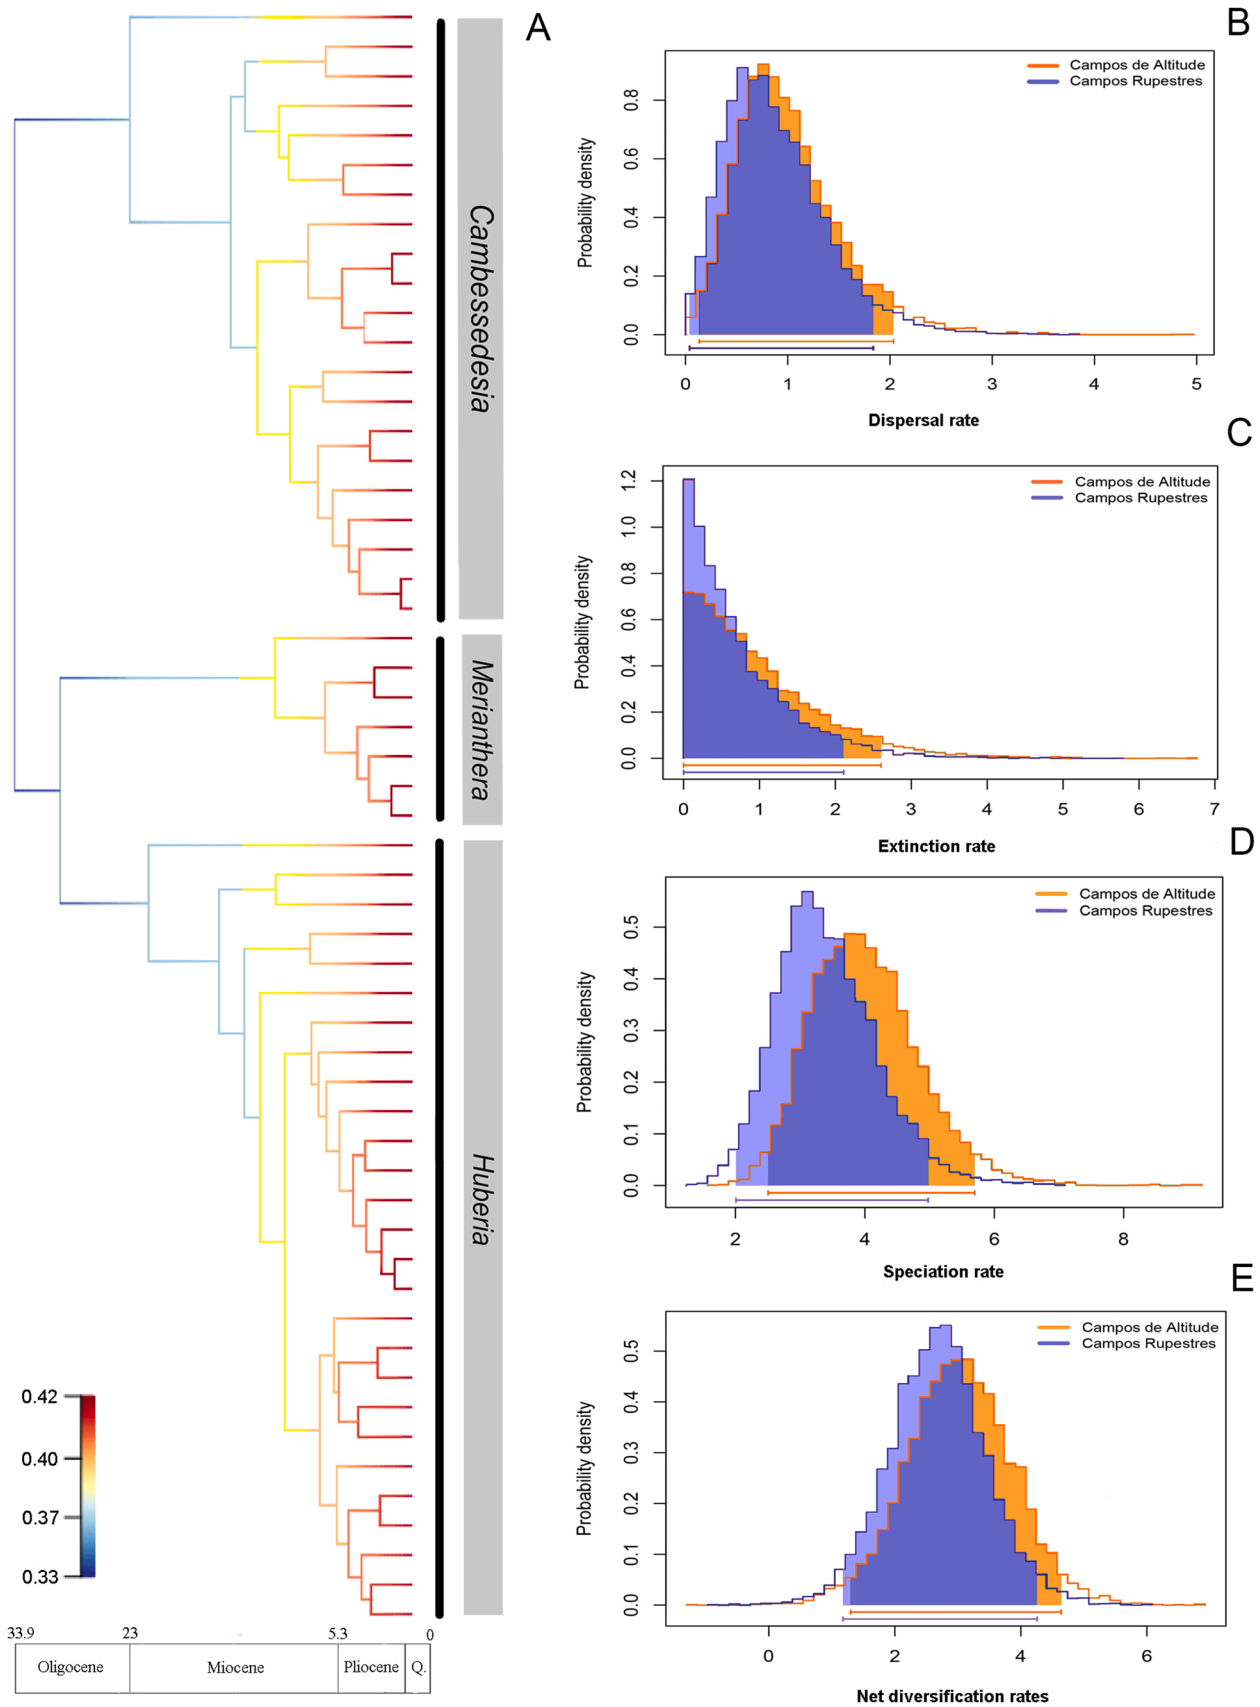 A
Cambessedesia
Merianthera
Huberia
0.42
0.40
0.37
0.33
33.9 23 5.3 0
Oligocene Miocene Pliocene Q.
B
Campos de Altitude
Campos Rupestres
Probability density
0.8
0.6
0.4
0.2
0.0
0 1 2 3 4 5
Dispersal rate
C
Campos de Altitude
Campos Rupestres
Probability density
1.2
1.0
0.8
0.6
0.4
0.2
0.0
0 1 2 3 4 5 6 7
Extinction rate
D
Campos de Altitude
Campos Rupestres
Probability density
0.5
0.4
0.3
0.2
0.1
0.0
2 4 6 8
Speciation rate
E
Campos de Altitude
Campos Rupestres
Probability density
0.5
0.4
0.3
0.2
0.1
0.0
0 2 4 6
Net diversification rates